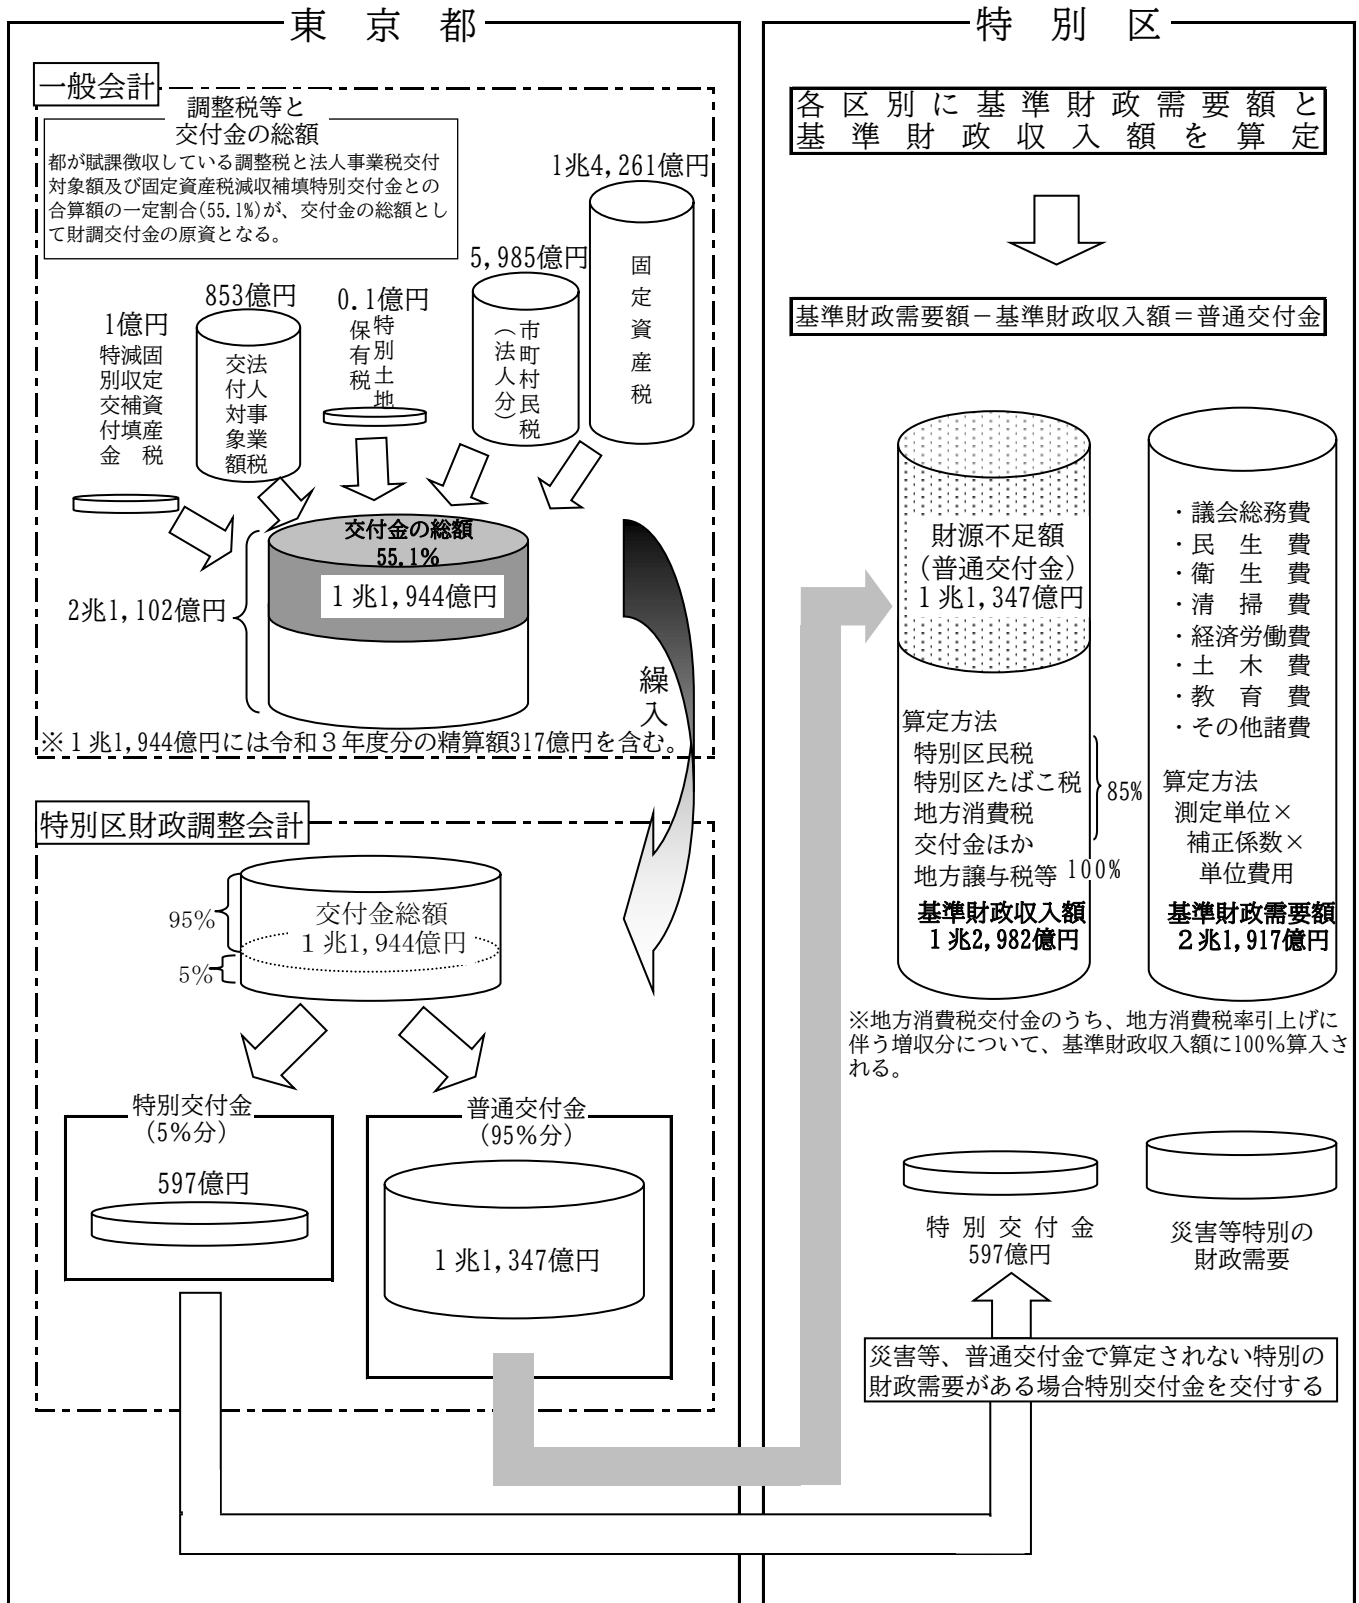 東京都
一般会計
調整税等と
交付金の総額
都が賦課徴収している調整税と法人事業税交付
対象額及び固定資産税減収補填特別交付金との
合算額の一定割合(55.1%)が、交付金の総額とし
て財調交付金の原資となる。
1億円
固定資産税
減収補填
特別交付金
853億円
法人事業税
交付対象額
0.1億円
特別土地
保有税
5,985億円
市町村民税
（法人分）
1兆4,261億円
固定資産税
交付金の総額
55.1%
１兆1,944億円
2兆1,102億円
繰入
※１兆1,944億円には令和３年度分の精算額317億円を含む。
特別区財政調整会計
95%
5%
交付金総額
１兆1,944億円
特別交付金
（5%分）
597億円
普通交付金
（95%分）
１兆1,347億円
特別区
各区別に基準財政需要額と
基準財政収入額を算定
基準財政需要額－基準財政収入額＝普通交付金
財源不足額
（普通交付金）
１兆1,347億円
算定方法
特別区民税
特別区たばこ税
地方消費税
交付金ほか
85%
地方譲与税等 100%
基準財政収入額
１兆2,982億円
・議会総務費
・民生費
・衛生費
・清掃費
・経済労働費
・土木費
・教育費
・その他諸費
算定方法
測定単位×
補正係数×
単位費用
基準財政需要額
２兆1,917億円
※地方消費税交付金のうち、地方消費税率引上げに
伴う増収分について、基準財政収入額に100%算入さ
れる。
特別交付金
597億円
災害等特別の
財政需要
災害等、普通交付金で算定されない特別の
財政需要がある場合特別交付金を交付する